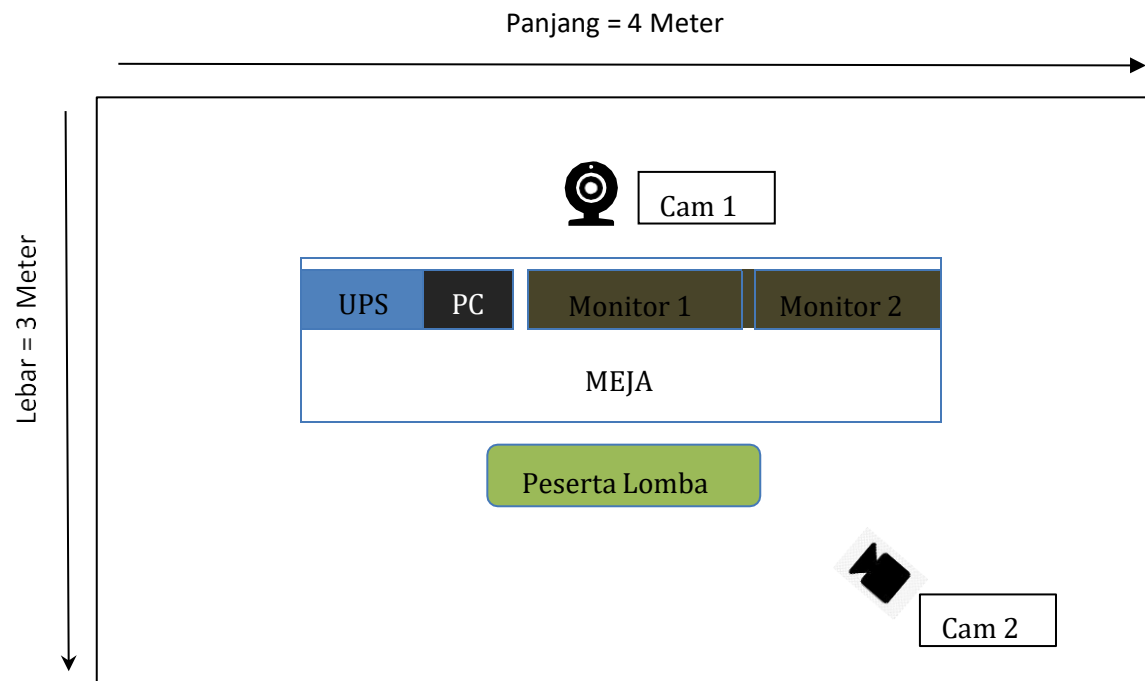 Panjang = 4 Meter
Lebar = 3 Meter
Cam 1
UPS
PC
Monitor 1
Monitor 2
MEJA
Peserta Lomba
Cam 2